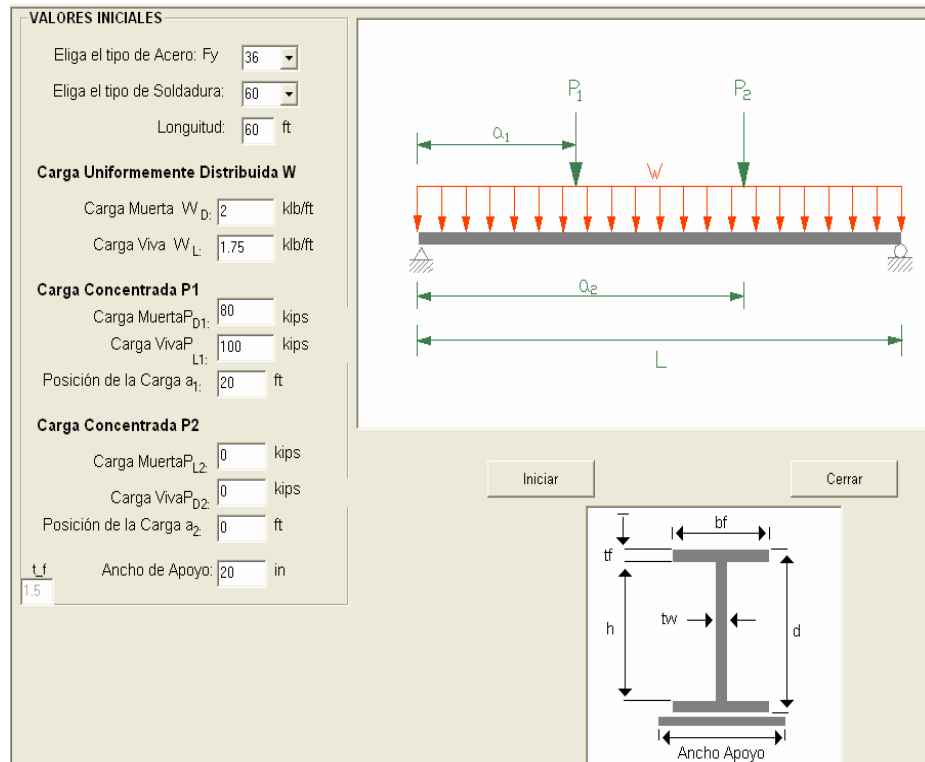 VALORES INICIALES
Eliga el tipo de Acero: Fy 36
Eliga el tipo de Soldadura: 60
Longuitud: 60 ft
Carga Uniformemente Distribuida W
Carga Muerta W D: 2 klb/ft
Carga Viva W L: 1.75 klb/ft
Carga Concentrada P1
Carga MuertaP D1: 80 kips
Carga VivaP L1: 100 kips
Posición de la Carga a 1: 20 ft
Carga Concentrada P2
Carga MuertaP L2: 0 kips
Carga VivaP D2: 0 kips
Posición de la Carga a 2: 0 ft
t_f
1.5
Ancho de Apoyo: 20 in
P1
P2
a1
W
a2
L
Iniciar
Cerrar
bf
tf
h
tw
d
Ancho Apoyo